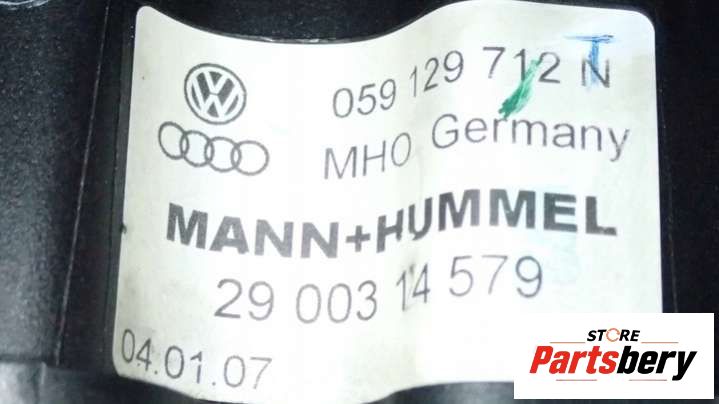 059 129 712 N
MHO Germany
MANN+HUMMEL
29 003 14 579
04.01.07
STORE
Partsbery